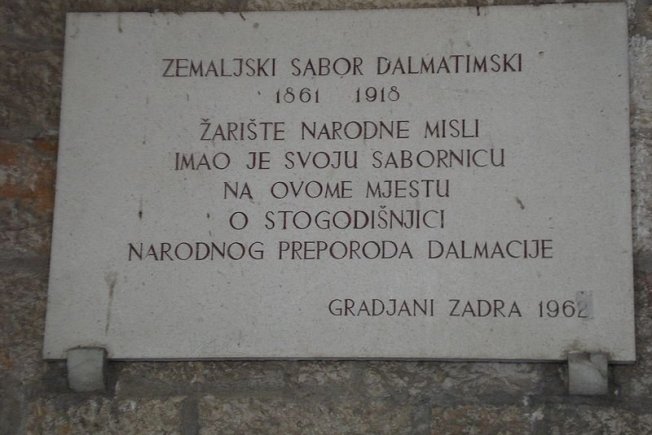 ZEMALJSKI SABOR DALMATIMSKI
1861 1918
ŽARIŠTE NARODNE MISLI
IMAO JE SVOJU SABORNICU
NA OVOME MJESTU
O STOGODIŠNJICI
NARODNOG PREPORODA DALMACIJE
GRADJANI ZADRA 1962